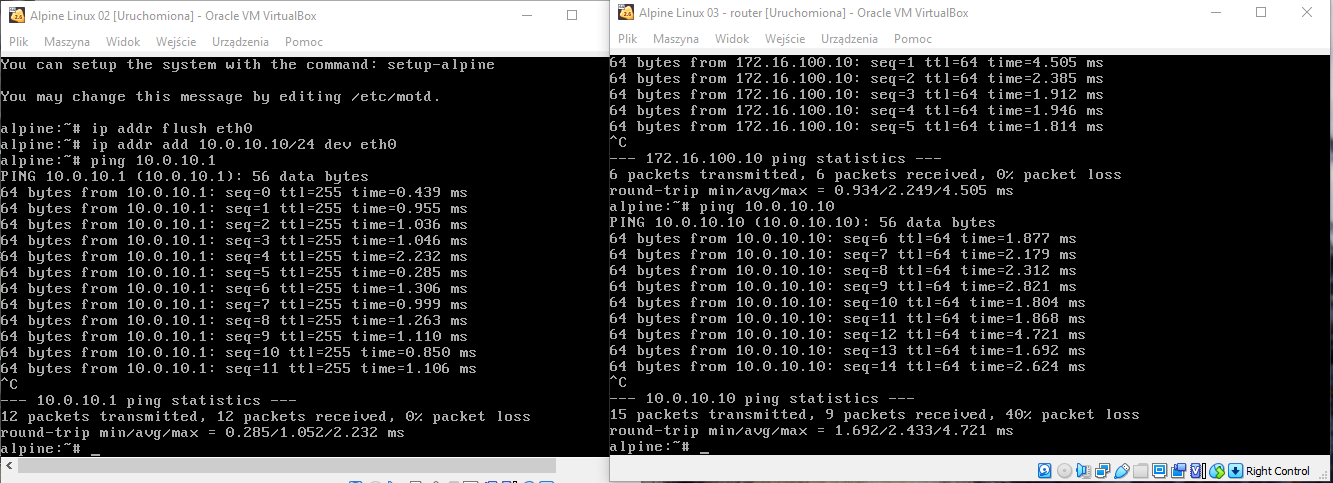 Alpine Linux 02 [Uruchomiona] - Oracle VM VirtualBox
Plik Maszyna Widok Wejście Urządzenia Pomoc
You can setup the system with the command: setup-alpine
You may change this message by editing /etc/motd.
alpine:~# ip addr flush eth0
alpine:~# ip addr add 10.0.10.10/24 dev eth0
alpine:~# ping 10.0.10.1
PING 10.0.10.1 (10.0.10.1): 56 data bytes
64 bytes from 10.0.10.1: seq=0 ttl=255 time=0.439 ms
64 bytes from 10.0.10.1: seq=1 ttl=255 time=0.955 ms
64 bytes from 10.0.10.1: seq=2 ttl=255 time=1.036 ms
64 bytes from 10.0.10.1: seq=3 ttl=255 time=1.046 ms
64 bytes from 10.0.10.1: seq=4 ttl=255 time=2.232 ms
64 bytes from 10.0.10.1: seq=5 ttl=255 time=0.285 ms
64 bytes from 10.0.10.1: seq=6 ttl=255 time=1.306 ms
64 bytes from 10.0.10.1: seq=7 ttl=255 time=0.999 ms
64 bytes from 10.0.10.1: seq=8 ttl=255 time=1.263 ms
64 bytes from 10.0.10.1: seq=9 ttl=255 time=1.110 ms
64 bytes from 10.0.10.1: seq=10 ttl=255 time=0.850 ms
64 bytes from 10.0.10.1: seq=11 ttl=255 time=1.106 ms
^C
--- 10.0.10.1 ping statistics ---
12 packets transmitted, 12 packets received, 0% packet loss
round-trip min/avg/max = 0.285/1.052/2.232 ms
alpine:~# _
Alpine Linux 03 - router [Uruchomiona] - Oracle VM VirtualBox
Plik Maszyna Widok Wejście Urządzenia Pomoc
64 bytes from 172.16.100.10: seq=1 ttl=64 time=4.505 ms
64 bytes from 172.16.100.10: seq=2 ttl=64 time=2.385 ms
64 bytes from 172.16.100.10: seq=3 ttl=64 time=1.912 ms
64 bytes from 172.16.100.10: seq=4 ttl=64 time=1.946 ms
64 bytes from 172.16.100.10: seq=5 ttl=64 time=1.814 ms
^C
--- 172.16.100.10 ping statistics ---
6 packets transmitted, 6 packets received, 0% packet loss
round-trip min/avg/max = 0.934/2.249/4.505 ms
alpine:~# ping 10.0.10.10
PING 10.0.10.10 (10.0.10.10): 56 data bytes
64 bytes from 10.0.10.10: seq=6 ttl=64 time=1.877 ms
64 bytes from 10.0.10.10: seq=7 ttl=64 time=2.179 ms
64 bytes from 10.0.10.10: seq=8 ttl=64 time=2.312 ms
64 bytes from 10.0.10.10: seq=9 ttl=64 time=2.821 ms
64 bytes from 10.0.10.10: seq=10 ttl=64 time=1.804 ms
64 bytes from 10.0.10.10: seq=11 ttl=64 time=1.868 ms
64 bytes from 10.0.10.10: seq=12 ttl=64 time=4.721 ms
64 bytes from 10.0.10.10: seq=13 ttl=64 time=1.692 ms
64 bytes from 10.0.10.10: seq=14 ttl=64 time=2.624 ms
^C
--- 10.0.10.10 ping statistics ---
15 packets transmitted, 9 packets received, 40% packet loss
round-trip min/avg/max = 1.692/2.433/4.721 ms
alpine:~# _
Right Control